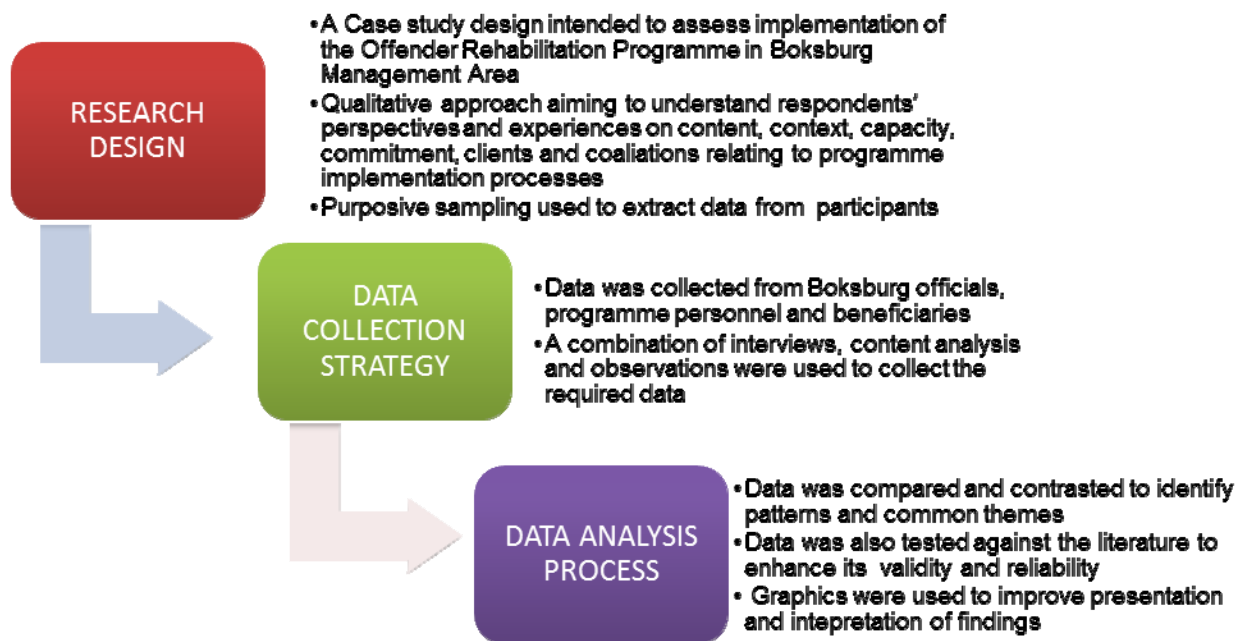 RESEARCH
DESIGN
•A Case study design intended to assess implementation of
the Offender Rehabilitation Programme in Boksburg
Management Area
•Qualitative approach aiming to understand respondents'
perspectives and experiences on content, context, capacity,
commitment, clients and coaliations relating to programme
implementation processes
•Purposive sampling used to extract data from participants
DATA
COLLECTION
STRATEGY
•Data was collected from Boksburg officials,
programme personnel and beneficiaries
•A combination of interviews, content analysis
and observations were used to collect the
required data
DATA ANALYSIS
PROCESS
•Data was compared and contrasted to identify
patterns and common themes
•Data was also tested against the literature to
enhance its validity and reliability
• Graphics were used to improve presentation
and intepretation of findings